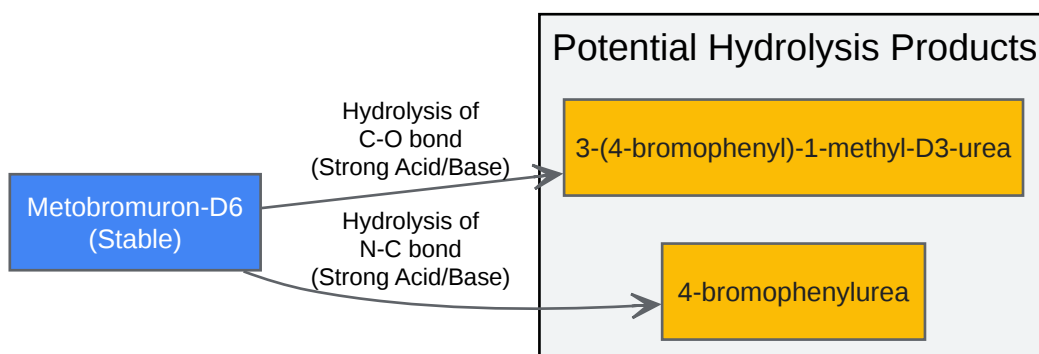 Potential Hydrolysis Products
Hydrolysis of
C-O bond
(Strong Acid/Base)
3-(4-bromophenyl)-1-methyl-D3-urea
Metobromuron-D6
(Stable)
Hydrolysis of
N-C bond
(Strong Acid/Base)
4-bromophenylurea